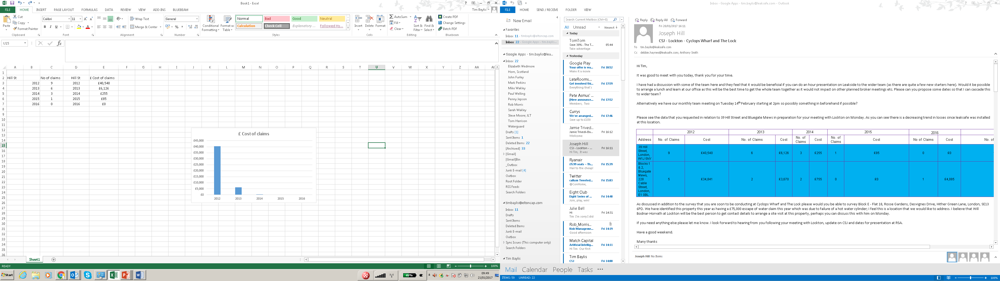 Book1 - Excel
FILE HOME INSERT PAGE LAYOUT FORMULAS DATA REVIEW VIEW ADD-INS BLUEBEAM
Tim Baylis
Paste
Cut
Copy
Format Painter
Clipboard
Calibri 11
B I U
Font
Wrap Text
Merge & Center
Alignment
General
Number
Conditional Formatting
Format as Table
Normal Bad Good Neutral
Calculation Check Cell Explanatory ... Followed Hy...
Styles
Insert Delete Format
Cells
AutoSum
Fill
Clear
Sort & Filter
Find & Select
Editing
Create PDF
Change Settings
Batch PDF
Bluebeam
U15
fx
A B C D E F G H I J K L M N O P Q R S T U V W X Y Z AA
1
2 Hill St No of claims Hill St £ Cost of claims
3 2012 9 2012 £40,540
4 2013 6 2013 £6,126
5 2014 3 2014 £255
6 2015 1 2015 £85
7 2016 0 2016 £0
8
9
10
11
12
13
14
15
16
17
18
19
20
21
22
23
24
25
26
27
28
29
30
31
32
33
34
35
36
£ Cost of claims
£45,000
£40,000
£35,000
£30,000
£25,000
£20,000
£15,000
£10,000
£5,000
£0
2012 2013 2014 2015 2016
Sheet1
READY
100%
Start
46%
09:49
21/01/2017
Inbox - Google Apps - tim.baylis@leaksafe.com - Outlook
FILE HOME SEND / RECEIVE FOLDER VIEW
New Email
Favorites
Inbox 11 - timbaylis@eltoncap.com
Inbox 22 - Google Apps - tim.baylis...
Google Apps - tim.baylis@lea...
Inbox 22
Elizabeth Wedmore
Horn, Scotland
John Furley
Mark Perkins
Mike Wakley
Paul Welling
Penny Jepson
Rob Morris
Sarah Wakley
Steve Moore; JLT
Tom Harrison
Waterguard
Drafts [1]
Sent Items 1
Deleted Items 22
[Archived] 33
[Gmail]
[Gmail]Bin
_Outbox
Junk E-mail [4]
Outbox
Root Folder
RSS Feeds
Search Folders
timbaylis@eltoncap.com
Inbox 11
Drafts
Sent Items
Deleted Items
Junk E-mail
Outbox
Sync Issues (This computer only)
Search Folders
Tim Baylis
Search Current Mailbox (Ctrl+E)
All Unread Newest
Today
TomTom
Save 30% - The T... 05:44
Take advantage
Yesterday
Google Play
Your offer is wa... Fri 18:52
Make it a movie
LateRooms....
Get involved thi... Fri 17:59
Everything that's
Pete Asmus' ...
[New announce... Fri 17:52
Members, Two
Currys
We've arranged... Fri 17:46
Save up to £150
Jamie Trived...
Jamie Trivedi-Ba... Fri 16:12
Wellcome
Joseph Hill
CSJ - Lockton - ... Fri 16:11
Hi Tim, It was
Ryanair
£9.99 seats – Th... Fri 15:39
Hail to the cheap!
Twitter
callum Tweeted... Fri 15:03
@ConHome,
Eight Club
Eight Series of ... Fri 14:48
Join, play, win!
Julie Bell
Hi Fri 14:31
Tim I'm sorry I did
Rob_Morris...
Risk Manageme... Fri 14:19
Good afternoon
Match Capital
Artificial Intellig... Fri 14:11
Hi Tim Our first
Tim Baylis
CSJ Fri 14:00
Reply Reply All Forward
Fri 20/01/2017 16:11
Joseph Hill
CSJ - Lockton - Cyclops Wharf and The Lock
To tim.baylis@leaksafe.com
Cc debbie.haynes@leaksafe.com; Anthony Smith
Hi Tim,
It was good to meet with you today, thank you for your time.
I have had a discussion with some of the team here and they feel that it would be beneficial if you can do an hour presentation on Leakside to the wider team (as there are quite a few new starters here). Would it be possible
to arrange a lunch and learn at our office as this will be the best time to get the whole team together as it would not impact on other planned broker meetings etc. Please can you propose some dates so that I can cascade this
to wider team?
Alternatively we have our monthly team meeting on Tuesday 14th February starting at 2pm so possibly something in beforehand if possible?
Please see the data that you requested in relation to 39 Hill Street and Bluegate Mews in preparation for your meeting with Lockton on Monday. As you can see there is a decreasing trend in losses since leaksafe was installed
at this location.
2012 2013 2014 2015 2016
Address No. of Claims Cost No. of Claims Cost No. of Claims Cost No. of Claims Cost No of Claims Cost No. of
39 Hill Street, London, W1J 5NY 9 £40,540 6 £6,126 3 £255 1 £85 0 £0
Blocks 1 & 2, Bluegate Mews, 228 Cable Street, London, E1 0BL 5 £34,841 2 £3,670 2 £755 0 £0 1 £4,085
As discussed in addition to the survey that you are soon to be conducting at Cyclops Wharf and The Lock please would you be able to survey Block E - Flat 18, Rosse Gardens, Desvignes Drive, Hither Green Lane, London, SE13
6PD. We have identified this property this year as having a £75,000 escape of water claim this year which was due to failure of a hot water cylinder; I feel this is a location that we would like to address. I believe that Will
Bodnar-Horvath at Lockton will be the best person to get contact details to arrange a site visit at this property, perhaps you can discuss this with him on Monday.
If you need anything else please let me know. I look forward to hearing from you following your meeting with Lockton, update on CSJ and dates for presentation at RSA.
Have a good weekend.
Many thanks
Joseph Hill No Items
Mail Calendar People Tasks ...
ITEMS: 59 UNREAD: 22
100%